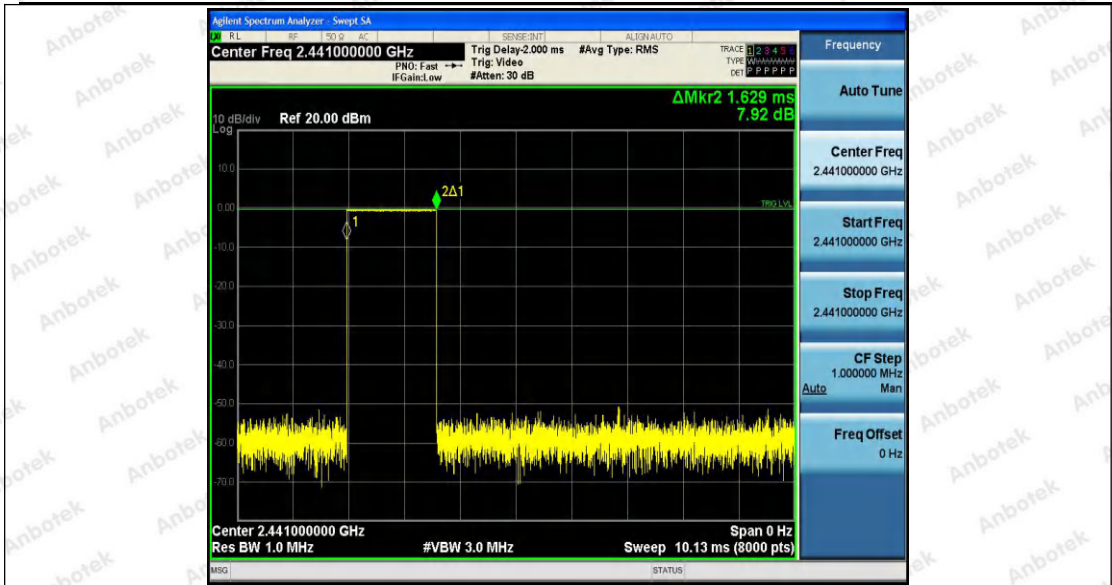 Agilent Spectrum Analyzer - Swept SA
RL RF 50 Ω AC SENSE:INT ALIGN AUTO
Center Freq 2.441000000 GHz
PNO: Fast
IFGain:Low
Trig Delay-2.000 ms
Trig: Video
#Atten: 30 dB
#Avg Type: RMS
TRACE 1 2 3 4 5 6
TYPE
DET P P P P P P
ΔMkr2 1.629 ms
7.92 dB
10 dB/div Ref 20.00 dBm
Log
10.0
0.00
-10.0
-20.0
-30.0
-40.0
-50.0
-60.0
-70.0
1
2Δ1
TRIG LVL
Center 2.441000000 GHz Span 0 Hz
Res BW 1.0 MHz #VBW 3.0 MHz Sweep 10.13 ms (8000 pts)
MSG STATUS
Frequency
Auto Tune
Center Freq
2.441000000 GHz
Start Freq
2.441000000 GHz
Stop Freq
2.441000000 GHz
CF Step
1.000000 MHz
Auto Man
Freq Offset
0 Hz
Anbotek